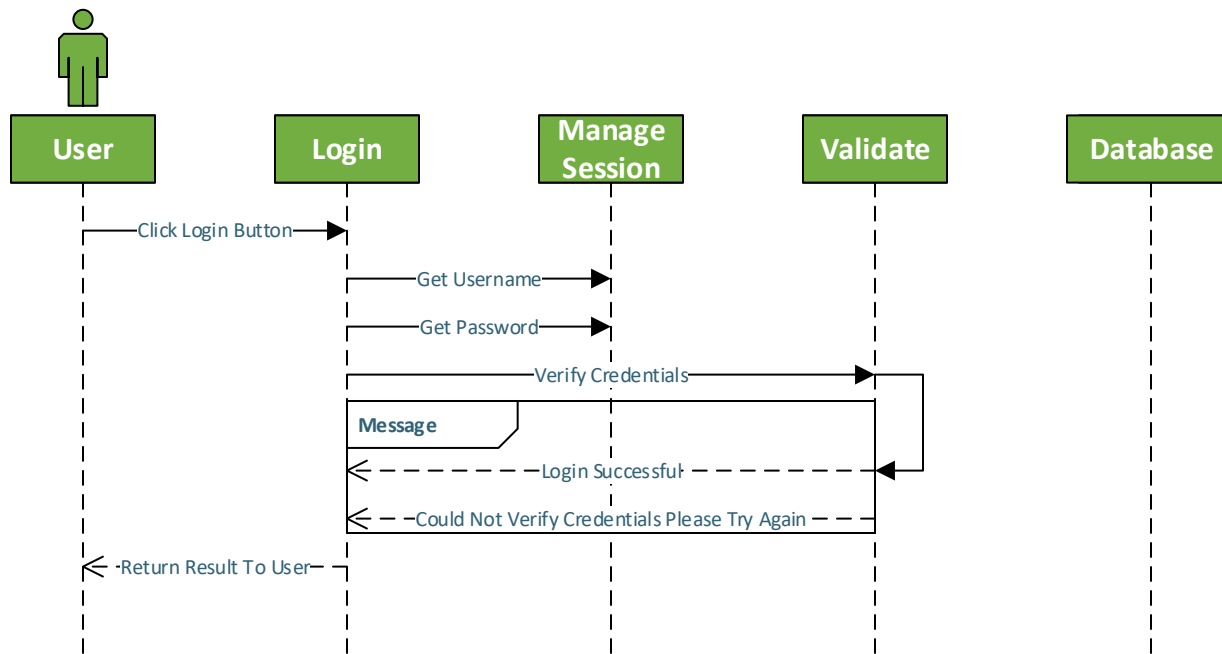 User
Login
Manage
Session
Validate
Database
Click Login Button
Get Username
Get Password
Verify Credentials
Message
Login Successful
Could Not Verify Credentials Please Try Again
Return Result To User